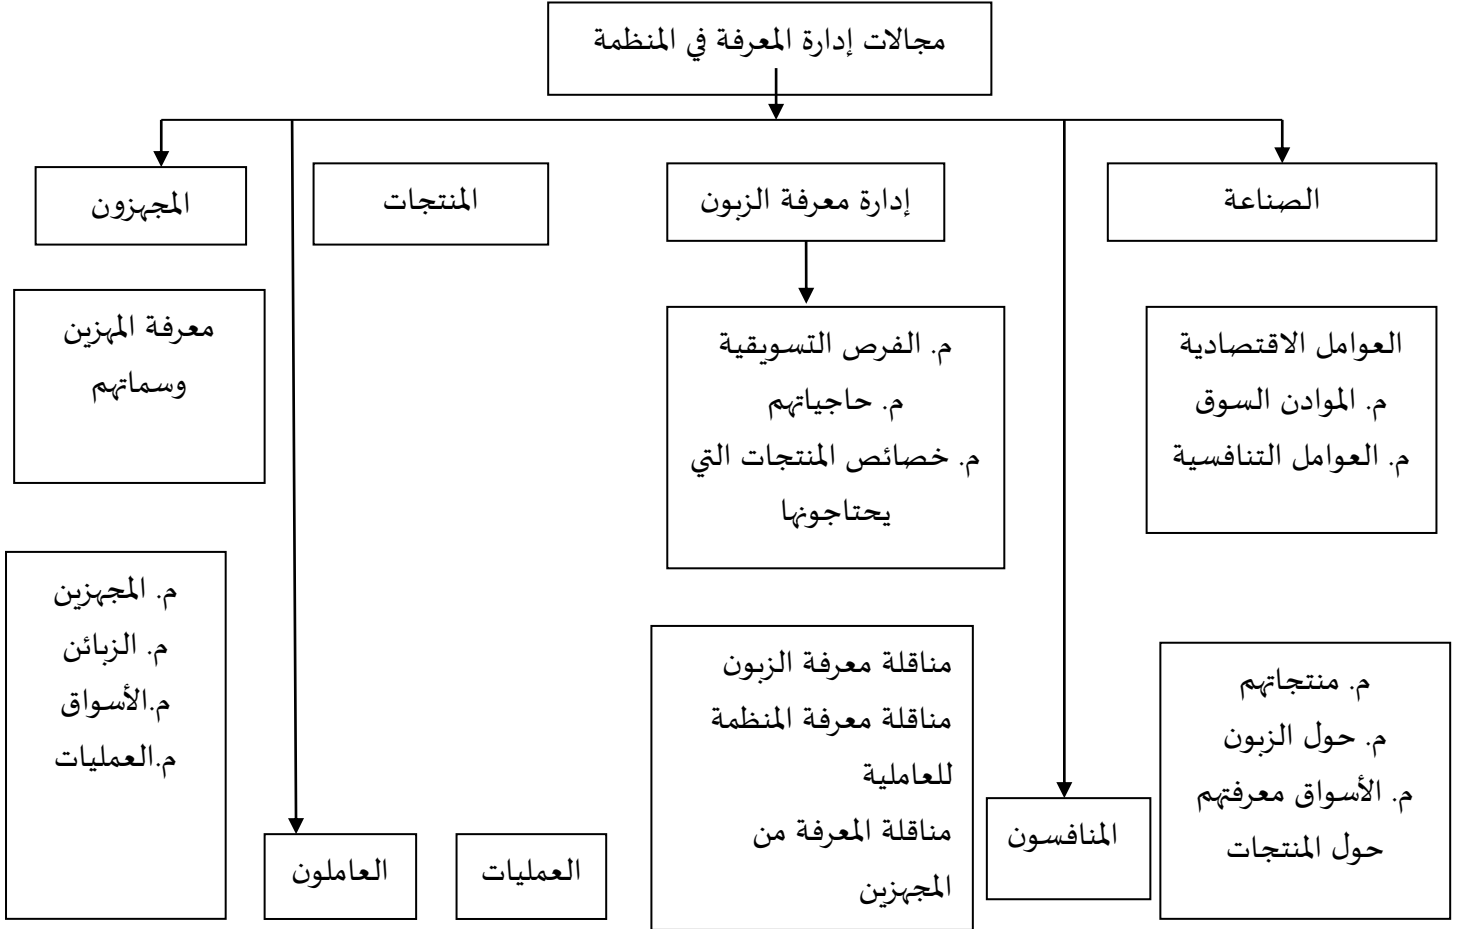 مجالات إدارة المعرفة في المنظمة
الصناعة
إدارة معرفة الزبون
المنتجات
المجهزون
العوامل الاقتصادية
م. الموادن السوق
م. العوامل التنافسية
م. الفرص التسويقية
م. حاجياتهم
م. خصائص المنتجات التي
يحتاجونها
معرفة المهزين
وسماتهم
م. منتجاتهم
م. حول الزبون
م. الأسواق معرفتهم
حول المنتجات
المنافسون
مناقلة معرفة الزبون
مناقلة معرفة المنظمة
للعاملية
مناقلة المعرفة من
المجهزين
العمليات
العاملون
م. المجهزين
م. الزبائن
م.الأسواق
م.العمليات